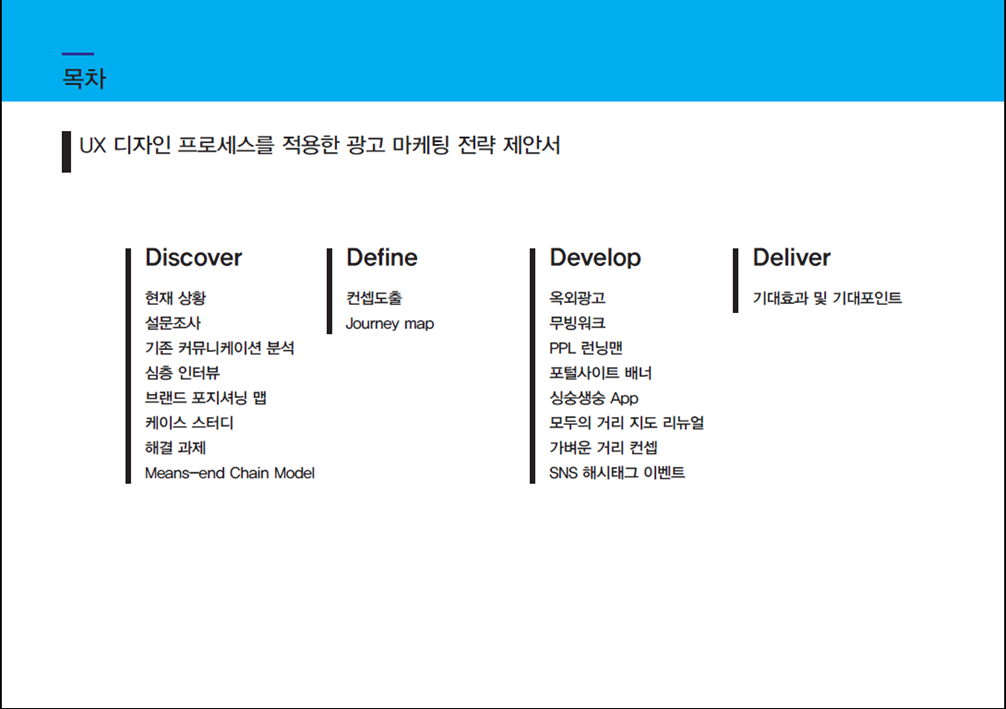 목차
UX 디자인 프로세스를 적용한 광고 마케팅 전략 제안서
Discover
현재 상황
설문조사
기존 커뮤니케이션 분석
심층 인터뷰
브랜드 포지셔닝 맵
케이스 스터디
해결 과제
Means-end Chain Model
Define
컨셉도출
Journey map
Develop
옥외광고
무빙워크
PPL 런닝맨
포털사이트 배너
싱숭생숭 App
모두의 거리 지도 리뉴얼
가벼운 거리 컨셉
SNS 해시태그 이벤트
Deliver
기대효과 및 기대포인트